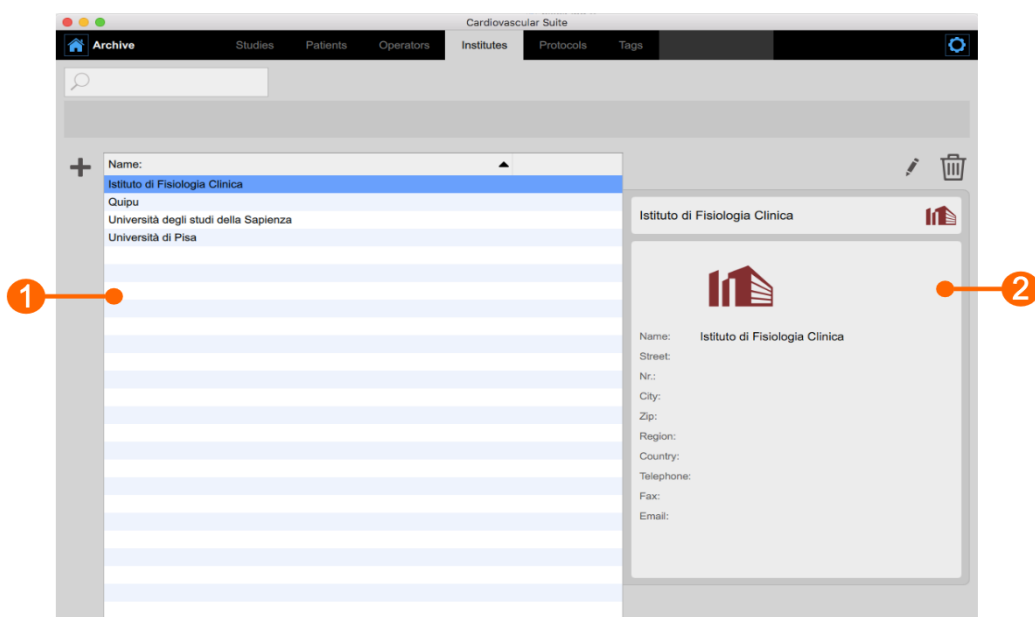 Cardiovascular Suite
Archive Studies Patients Operators Institutes Protocols Tags
Name:
Istituto di Fisiologia Clinica
Quipu
Università degli studi della Sapienza
Università di Pisa
Istituto di Fisiologia Clinica
1
2
Name: Istituto di Fisiologia Clinica
Street:
Nr.:
City:
Zip:
Region:
Country:
Telephone:
Fax:
Email: